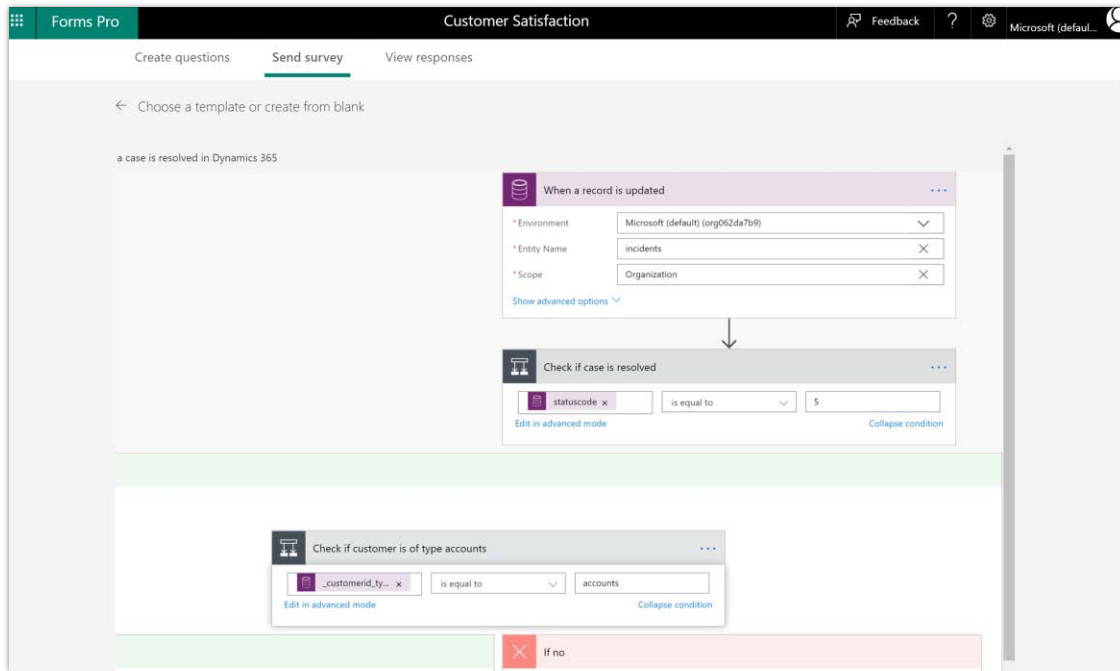 Forms Pro
Customer Satisfaction
Feedback
?
Microsoft (defaul...
Create questions
Send survey
View responses
← Choose a template or create from blank
a case is resolved in Dynamics 365
When a record is updated
...
* Environment
Microsoft (default) (org062da7b9)
* Entity Name
incidents
* Scope
Organization
Show advanced options
Check if case is resolved
...
statuscode x
is equal to
5
Edit in advanced mode
Collapse condition
Check if customer is of type accounts
...
_customerid_ty... x
is equal to
accounts
Edit in advanced mode
Collapse condition
If no